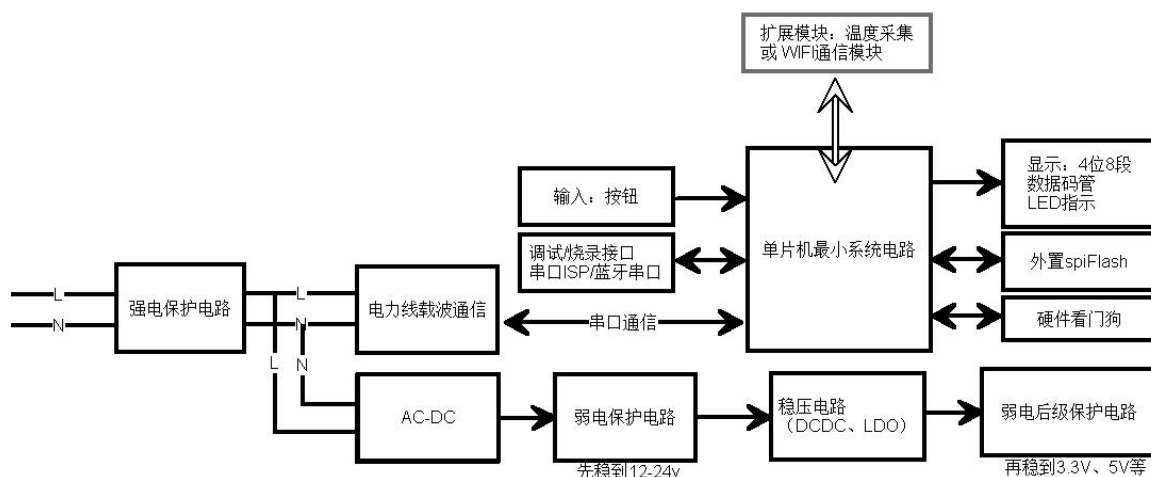 扩展模块：温度采集
或 WIFI通信模块
显示：4位8段
数据码管
LED指示
输入：按钮
调试/烧录接口
串口ISP/蓝牙串口
单片机最小系统电路
外置spiFlash
硬件看门狗
L
N
强电保护电路
L
N
电力线载波通信
串口通信
L
N
AC-DC
弱电保护电路
先稳到12-24v
稳压电路
（DCDC、LDO）
弱电后级保护电路
再稳到3.3V、5V等